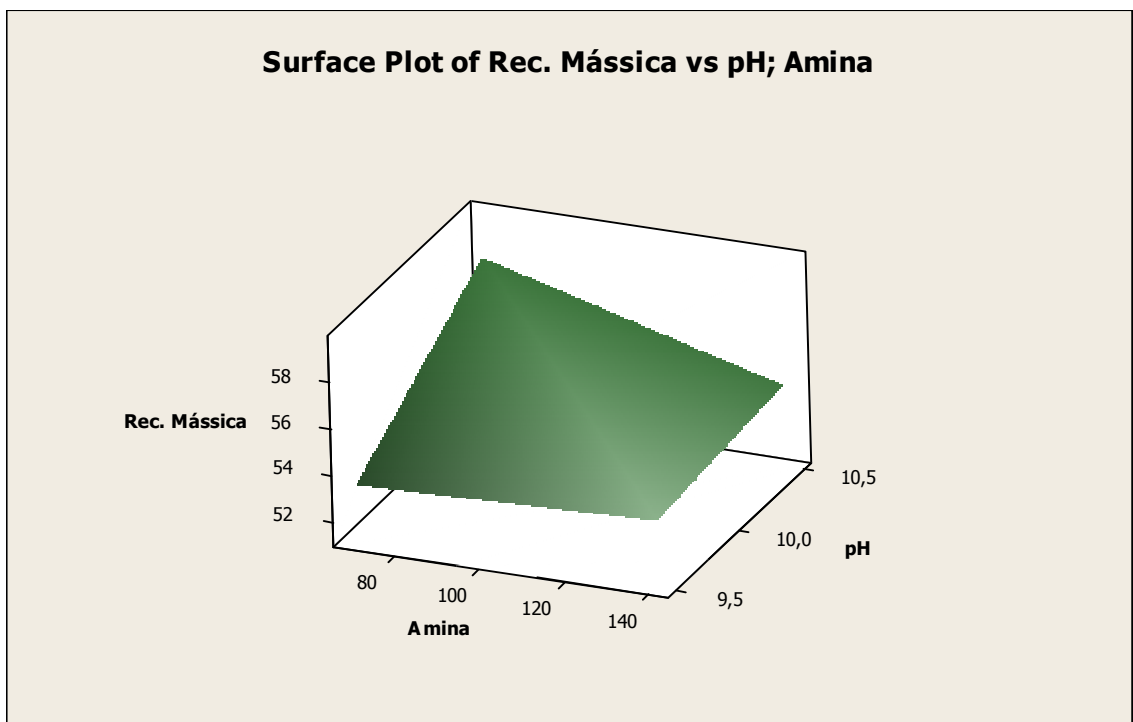 Surface Plot of Rec. Mássica vs pH; Amina
58
56
54
52
Rec. Mássica
80
100
120
140
Amina
9,5
10,0
10,5
pH